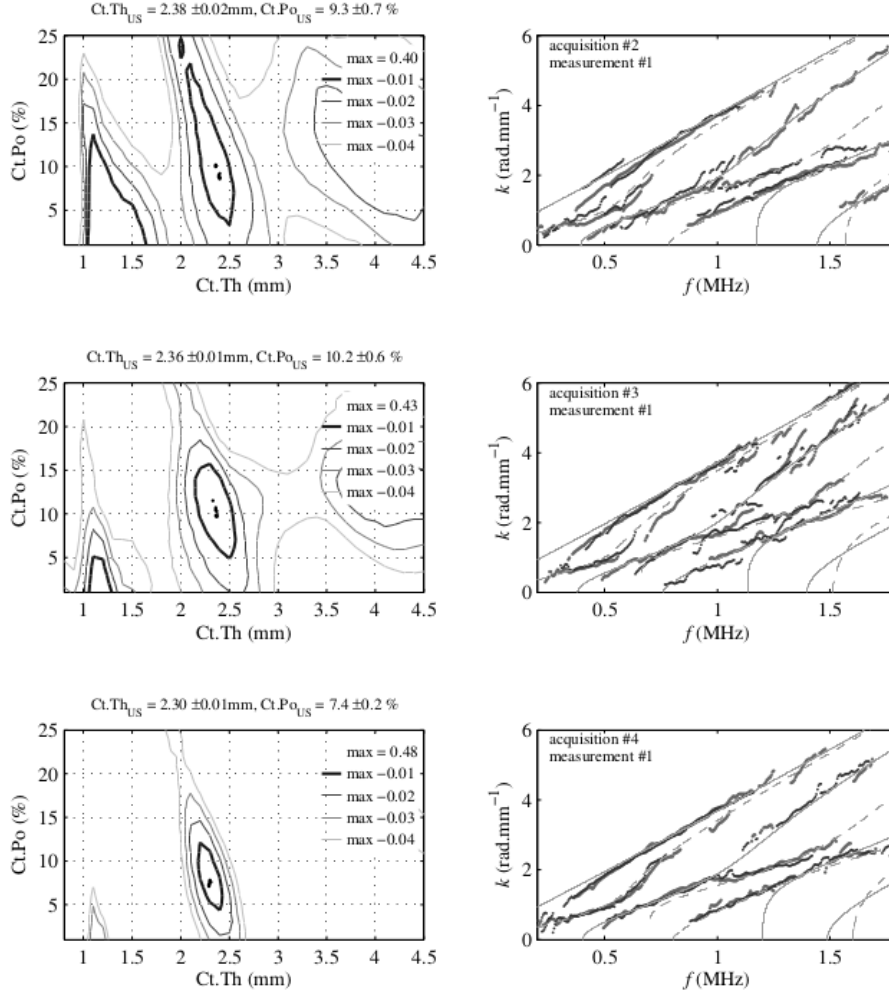 Ct.Th_US = 2.38 ±0.02mm, Ct.Po_US = 9.3 ±0.7 %
25
20
15
10
5
Ct.Po (%)
max = 0.40
max −0.01
max −0.02
max −0.03
max −0.04
1 1.5 2 2.5 3 3.5 4 4.5
Ct.Th (mm)
acquisition #2
measurement #1
6
4
2
0
k (rad.mm⁻¹)
0.5 1 1.5
f (MHz)
Ct.Th_US = 2.36 ±0.01mm, Ct.Po_US = 10.2 ±0.6 %
25
20
15
10
5
Ct.Po (%)
max = 0.43
max −0.01
max −0.02
max −0.03
max −0.04
1 1.5 2 2.5 3 3.5 4 4.5
Ct.Th (mm)
acquisition #3
measurement #1
6
4
2
0
k (rad.mm⁻¹)
0.5 1 1.5
f (MHz)
Ct.Th_US = 2.30 ±0.01mm, Ct.Po_US = 7.4 ±0.2 %
25
20
15
10
5
Ct.Po (%)
max = 0.48
max −0.01
max −0.02
max −0.03
max −0.04
1 1.5 2 2.5 3 3.5 4 4.5
Ct.Th (mm)
acquisition #4
measurement #1
6
4
2
0
k (rad.mm⁻¹)
0.5 1 1.5
f (MHz)